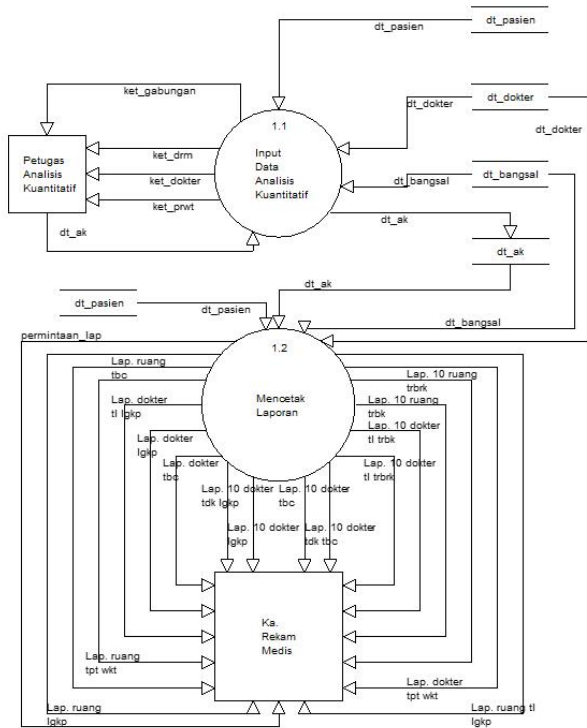 dt_pasien
dt_pasien
ket_gabungan
dt_dokter
dt_dokter
dt_dokter
1.1
Input
Data
Analisis
Kuantitatif
Petugas
Analisis
Kuantitatif
ket_drm
ket_dokter
ket_prwt
dt_bangsal
dt_bangsal
dt_ak
dt_ak
dt_ak
dt_ak
dt_pasien
dt_pasien
dt_bangsal
permintaan_lap
1.2
Mencetak
Laporan
Lap. ruang
tbc
Lap. dokter
tl lgkp
Lap. dokter
lgkp
Lap. dokter
tbc
Lap. 10 ruang
trbrk
Lap. 10 ruang
trbk
Lap. 10 dokter
tl trbk
Lap. 10 dokter
tl trbrk
Lap. 10 dokter
tdk lgkp
Lap. 10 dokter
tbc
Lap. 10 dokter
lgkp
Lap. 10 dokter
tdk tbc
Ka.
Rekam
Medis
Lap. ruang
tpt wkt
Lap. dokter
tpt wkt
Lap. ruang
lgkp
Lap. ruang tl
lgkp